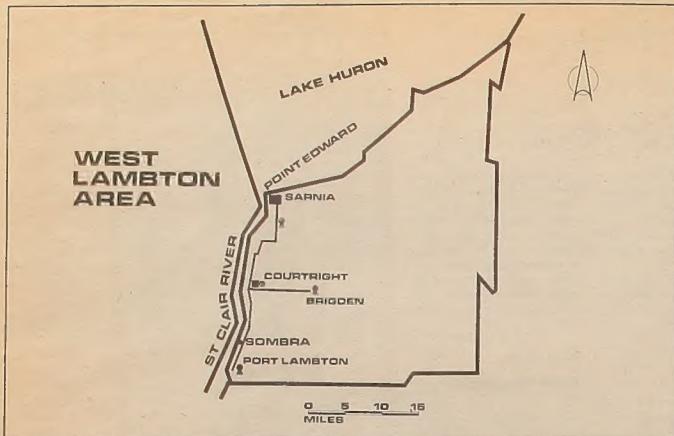 LAKE HURON
WEST
LAMBTON
AREA
POINT EDWARD
SARNIA
ST CLAIR RIVER
COURTRIGHT
BRIGDEN
SOMBRA
PORT LAMBTON
0 5 10 15
MILES